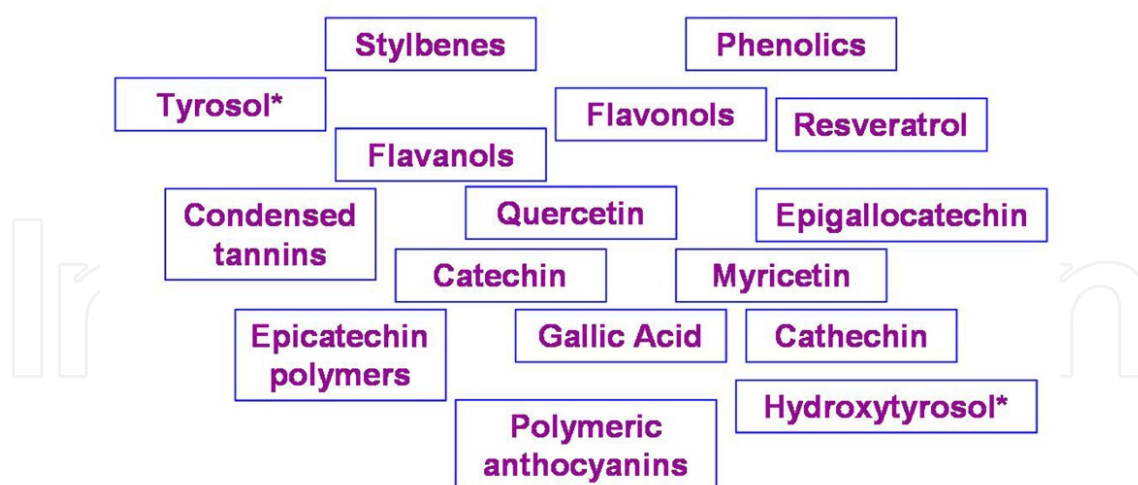 Stylbenes
Phenolics
Tyrosol*
Flavonols
Resveratrol
Flavanols
Condensed
tannins
Quercetin
Epigallocatechin
Catechin
Myricetin
Epicatechin
polymers
Gallic Acid
Cathechin
Hydroxytyrosol*
Polymeric
anthocyanins